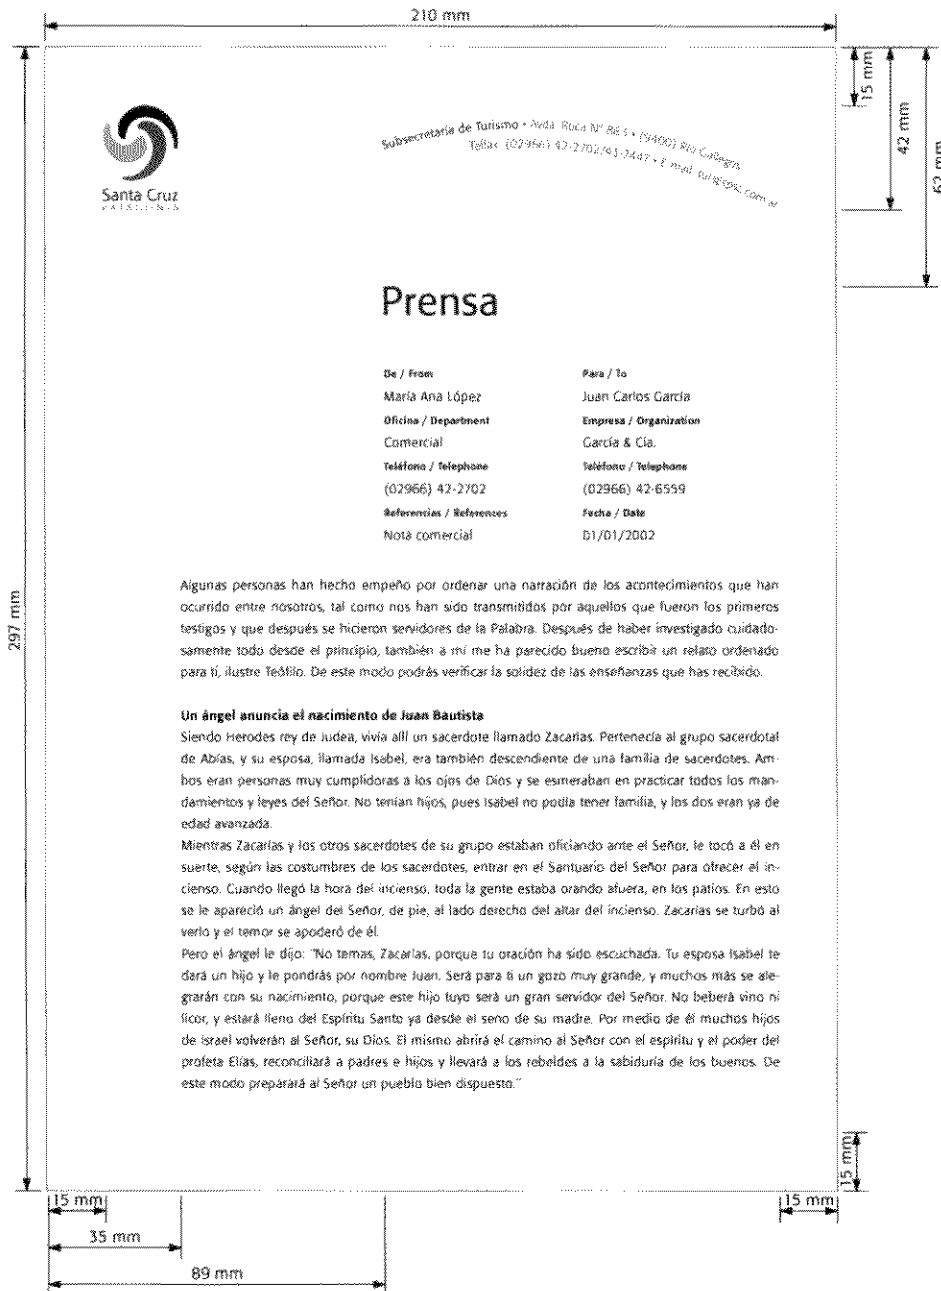 210 mm
15 mm
42 mm
62 mm
Subsecretaría de Turismo • Avda. Roca Nº 863 • (9400) Río Gallegos
Telfax: (02966) 42-2702/43-7447 • E-mail:
Santa Cruz
PATAGONIA
Prensa
De / From
Para / To
María Ana López
Juan Carlos García
Oficina / Department
Empresa / Organization
Comercial
García & Cía.
Teléfono / Telephone
Teléfono / Telephone
(02966) 42-2702
(02966) 42-6559
Referencias / References
Fecha / Date
Nota comercial
01/01/2002
297 mm
Algunas personas han hecho empeño por ordenar una narración de los acontecimientos que han
ocurrido entre nosotros, tal como nos han sido transmitidos por aquellos que fueron los primeros
testigos y que después se hicieron servidores de la Palabra. Después de haber investigado cuidado-
samente todo desde el principio, también a mí me ha parecido bueno escribir un relato ordenado
para tí, ilustre Teófilo. De este modo podrás verificar la solidez de las enseñanzas que has recibido.
Un ángel anuncia el nacimiento de Juan Bautista
Siendo Herodes rey de Judea, vivía allí un sacerdote llamado Zacarías. Pertenecía al grupo sacerdotal
de Abías, y su esposa, llamada Isabel, era también descendiente de una familia de sacerdotes. Am-
bos eran personas muy cumplidoras a los ojos de Dios y se esmeraban en practicar todos los man-
damientos y leyes del Señor. No tenían hijos, pues Isabel no podía tener familia, y los dos eran ya de
edad avanzada.
Mientras Zacarías y los otros sacerdotes de su grupo estaban oficiando ante el Señor, le tocó a él en
suerte, según las costumbres de los sacerdotes, entrar en el Santuario del Señor para ofrecer el in-
cienso. Cuando llegó la hora del incienso, toda la gente estaba orando afuera, en los patios. En esto
se le apareció un ángel del Señor, de pie, al lado derecho del altar del incienso. Zacarías se turbó al
verlo y el temor se apoderó de él.
Pero el ángel le dijo: "No temas, Zacarías, porque tu oración ha sido escuchada. Tu esposa Isabel te
dará un hijo y le pondrás por nombre Juan. Será para ti un gozo muy grande, y muchos más se ale-
grarán con su nacimiento, porque este hijo tuyo será un gran servidor del Señor. No beberá vino ni
licor, y estará lleno del Espíritu Santo ya desde el seno de su madre. Por medio de él muchos hijos
de Israel volverán al Señor, su Dios. El mismo abrirá el camino al Señor con el espíritu y el poder del
profeta Elías, reconciliará a padres e hijos y llevará a los rebeldes a la sabiduría de los buenos. De
este modo preparará al Señor un pueblo bien dispuesto."
15 mm
15 mm
15 mm
35 mm
89 mm